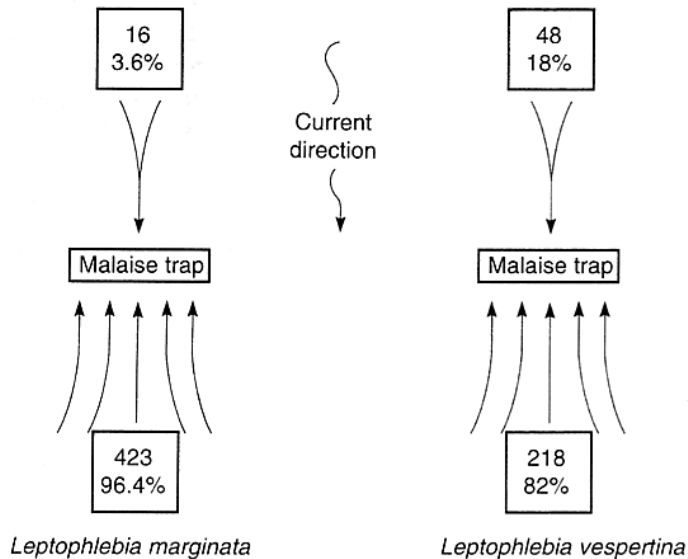 16
3.6%
Current
direction
48
18%
Malaise trap
Malaise trap
423
96.4%
218
82%
Leptophlebia marginata
Leptophlebia vespertina